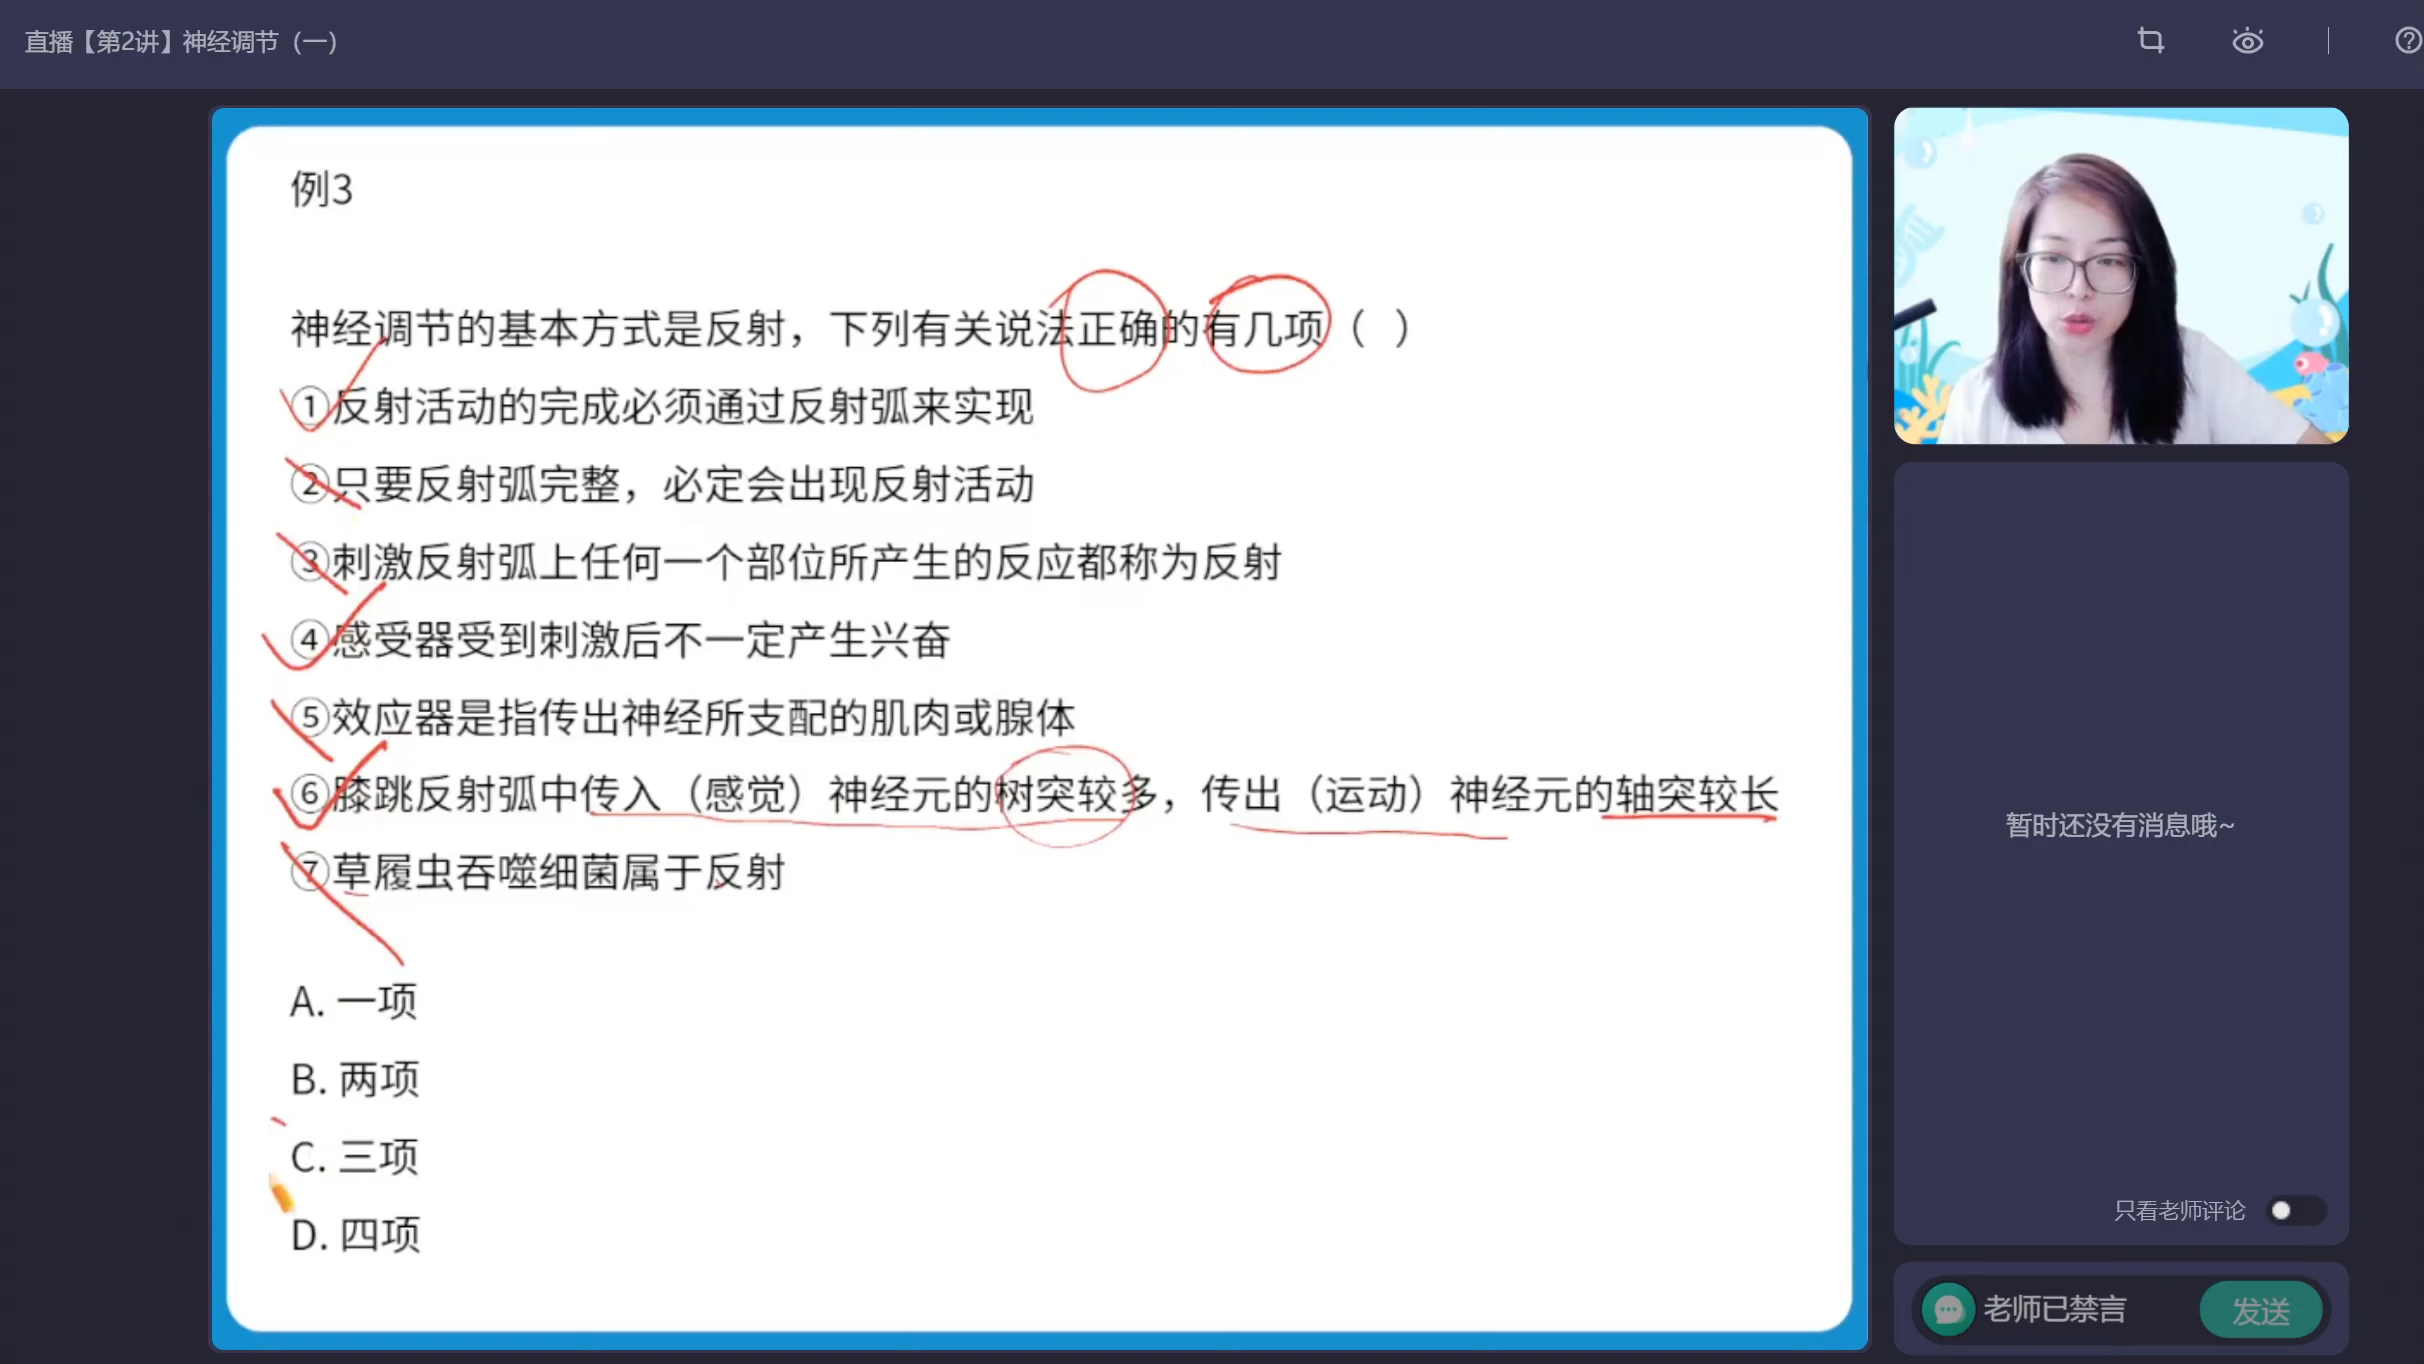 直播【第2讲】神经调节（一）
例3
神经调节的基本方式是反射，下列有关说法正确的有几项（ ）
①反射活动的完成必须通过反射弧来实现
②只要反射弧完整，必定会出现反射活动
③刺激反射弧上任何一个部位所产生的反应都称为反射
④感受器受到刺激后不一定产生兴奋
⑤效应器是指传出神经所支配的肌肉或腺体
⑥膝跳反射弧中传入（感觉）神经元的树突较多，传出（运动）神经元的轴突较长
⑦草履虫吞噬细菌属于反射
A. 一项
B. 两项
C. 三项
D. 四项
暂时还没有消息哦~
只看老师评论
老师已禁言
发送